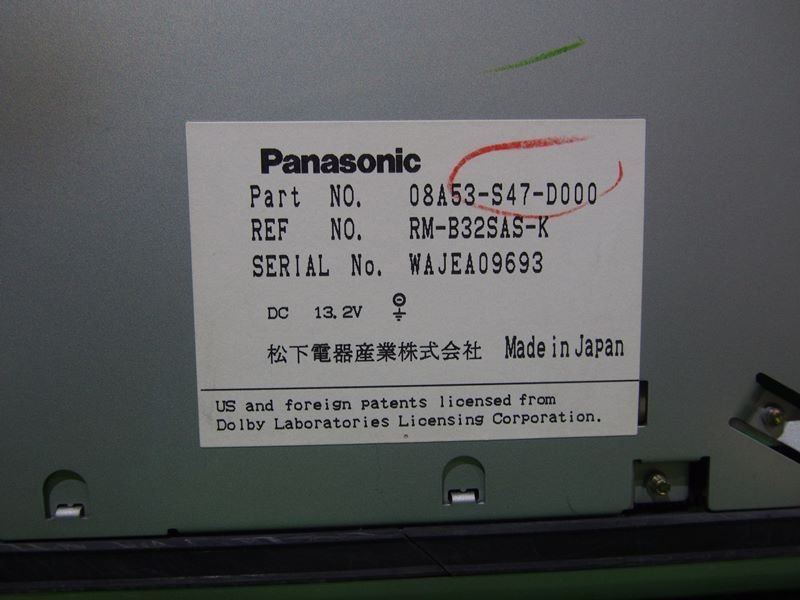 Panasonic
Part NO. 08A53-S47-D000
REF NO. RM-B32SAS-K
SERIAL No. WAJEA09693
DC 13.2V
松下電器産業株式会社 Made in Japan
US and foreign patents licensed from
Dolby Laboratories Licensing Corporation.